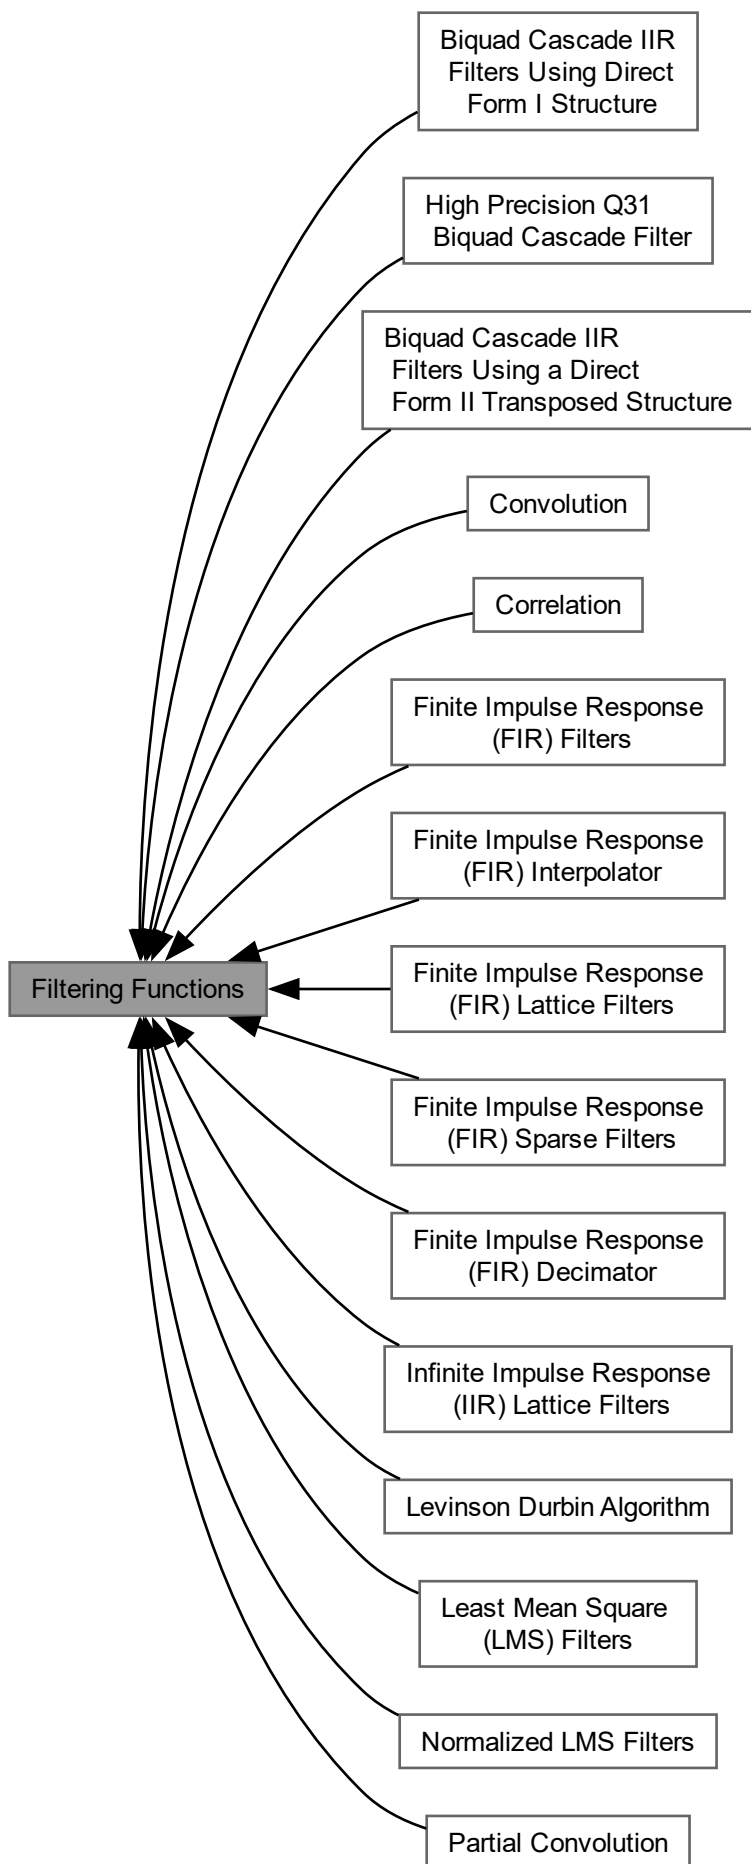 Biquad Cascade IIR
Filters Using Direct
Form I Structure
High Precision Q31
Biquad Cascade Filter
Biquad Cascade IIR
Filters Using a Direct
Form II Transposed Structure
Convolution
Correlation
Finite Impulse Response
(FIR) Filters
Finite Impulse Response
(FIR) Interpolator
Filtering Functions
Finite Impulse Response
(FIR) Lattice Filters
Finite Impulse Response
(FIR) Sparse Filters
Finite Impulse Response
(FIR) Decimator
Infinite Impulse Response
(IIR) Lattice Filters
Levinson Durbin Algorithm
Least Mean Square
(LMS) Filters
Normalized LMS Filters
Partial Convolution